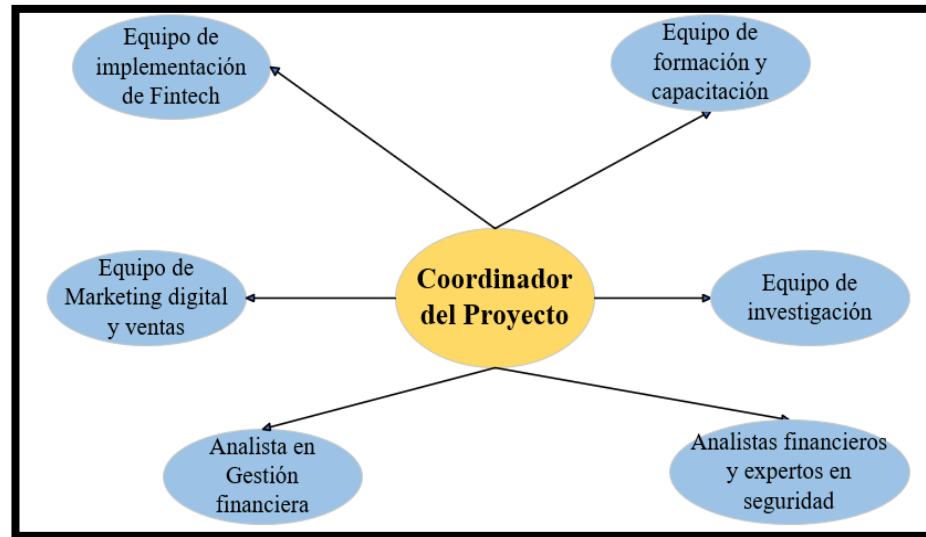 Equipo de
implementación
de Fintech
Equipo de
formación y
capacitación
Equipo de
Marketing digital
y ventas
Coordinador
del Proyecto
Equipo de
investigación
Analista en
Gestión
financiera
Analistas financieros
y expertos en
seguridad